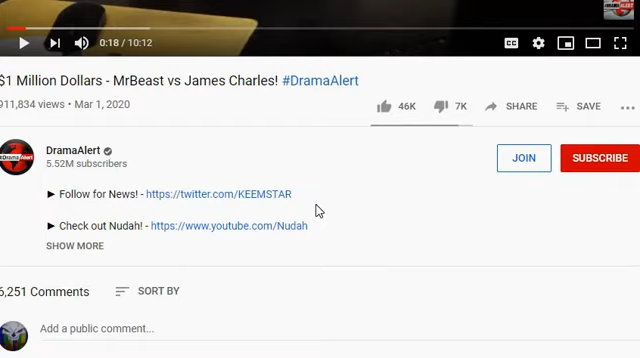 0:18 / 10:12
CC
$1 Million Dollars - MrBeast vs James Charles! #DramaAlert
911,834 views • Mar 1, 2020
46K 7K SHARE SAVE
#DramaAlert
DramaAlert
5.52M subscribers
JOIN SUBSCRIBE
► Follow for News! - https://twitter.com/KEEMSTAR
► Check out Nudah! - https://www.youtube.com/Nudah
SHOW MORE
6,251 Comments SORT BY
Add a public comment...